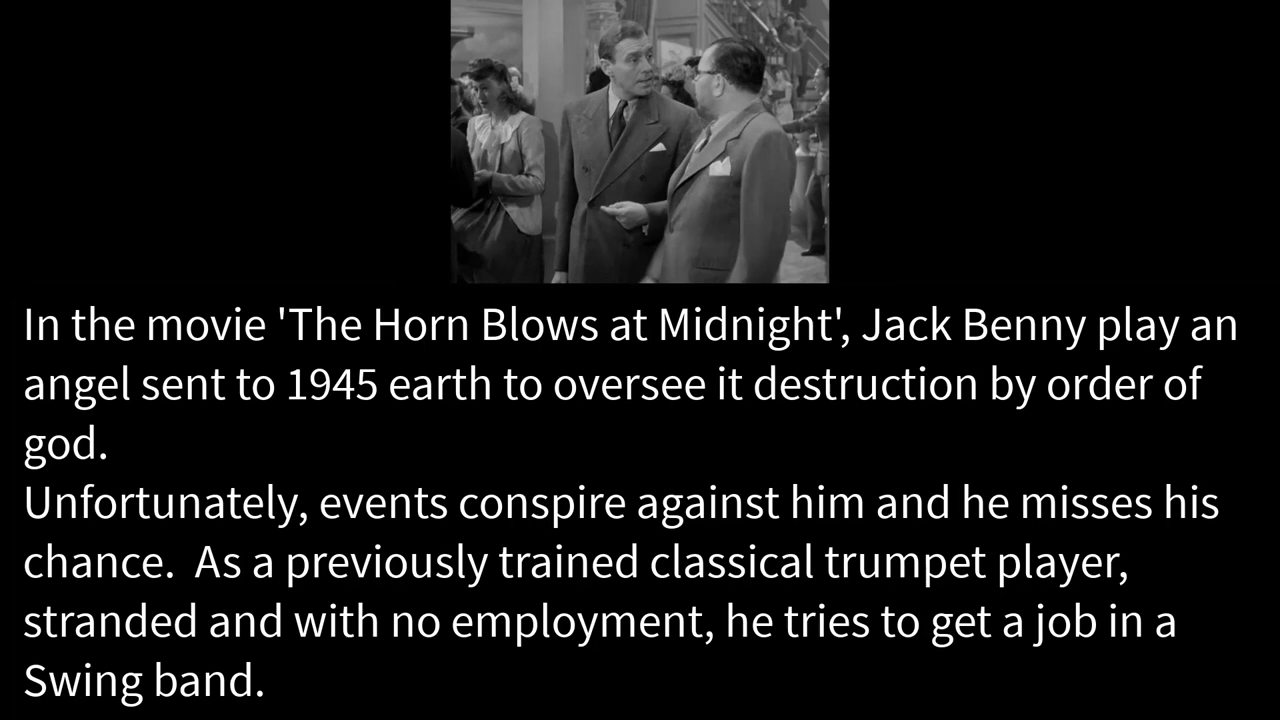 In the movie 'The Horn Blows at Midnight', Jack Benny play an
angel sent to 1945 earth to oversee it destruction by order of
god.
Unfortunately, events conspire against him and he misses his
chance.  As a previously trained classical trumpet player,
stranded and with no employment, he tries to get a job in a
Swing band.